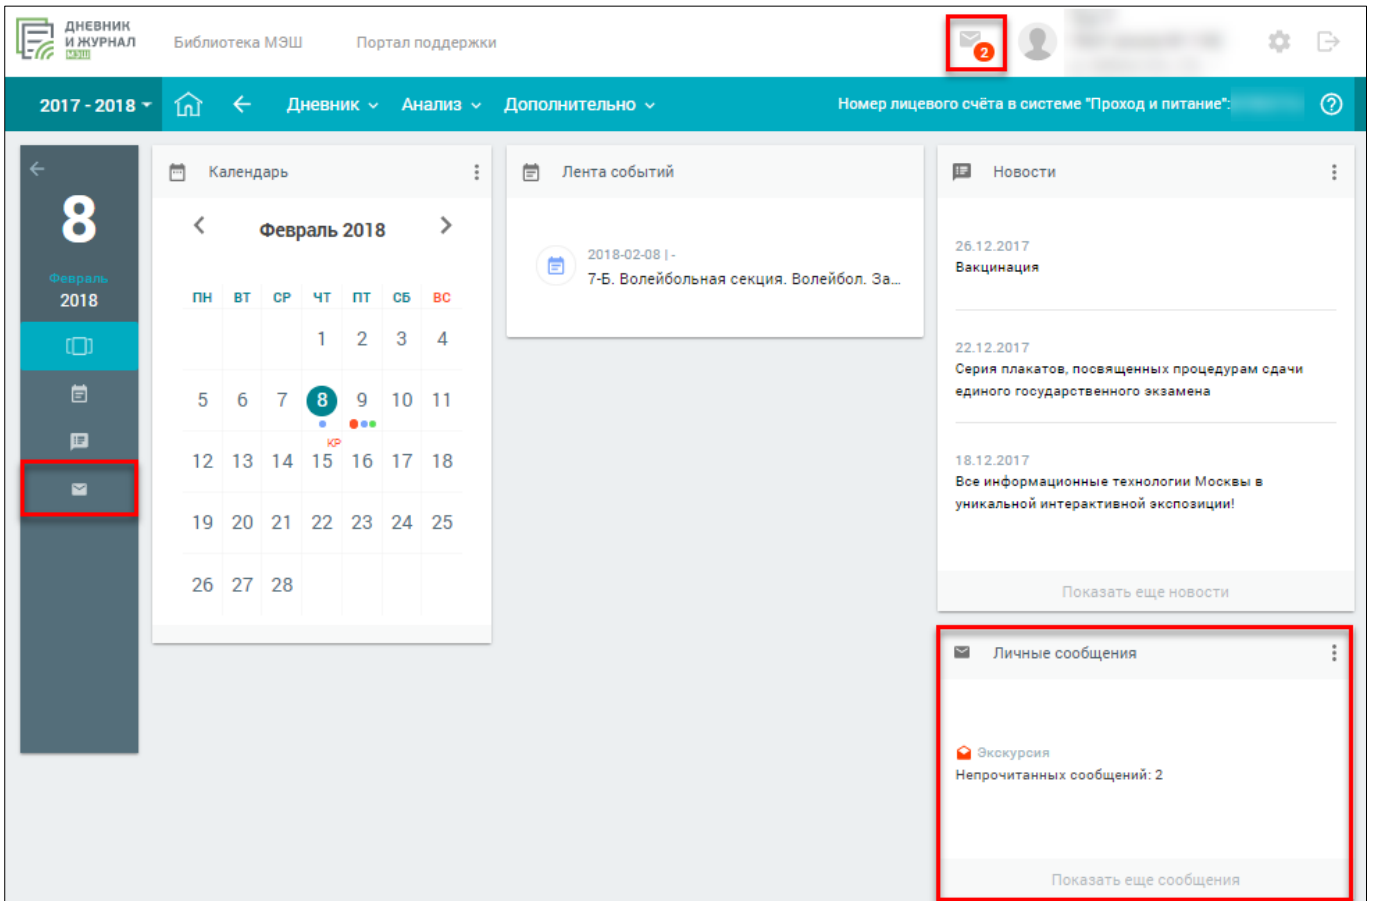 ДНЕВНИК
И ЖУРНАЛ
МЭШ
Библиотека МЭШ
Портал поддержки
2
2017 - 2018
Дневник
Анализ
Дополнительно
Номер лицевого счёта в системе "Проход и питание":
8
Февраль
2018
Календарь
Февраль 2018
ПН ВТ СР ЧТ ПТ СБ ВС
1 2 3 4
5 6 7 8 9 10 11
КР
12 13 14 15 16 17 18
19 20 21 22 23 24 25
26 27 28
Лента событий
2018-02-08 | -
7-Б. Волейбольная секция. Волейбол. За...
Новости
26.12.2017
Вакцинация
22.12.2017
Серия плакатов, посвященных процедурам сдачи
единого государственного экзамена
18.12.2017
Все информационные технологии Москвы в
уникальной интерактивной экспозиции!
Показать еще новости
Личные сообщения
Экскурсия
Непрочитанных сообщений: 2
Показать еще сообщения